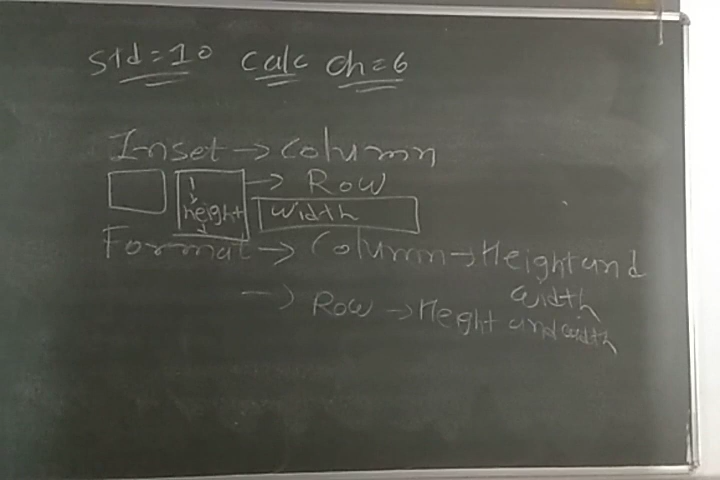 std=10 calc ch=6
Inset → column
→ Row
height
width
Format → Column → Height and
width
→ Row → Height and width